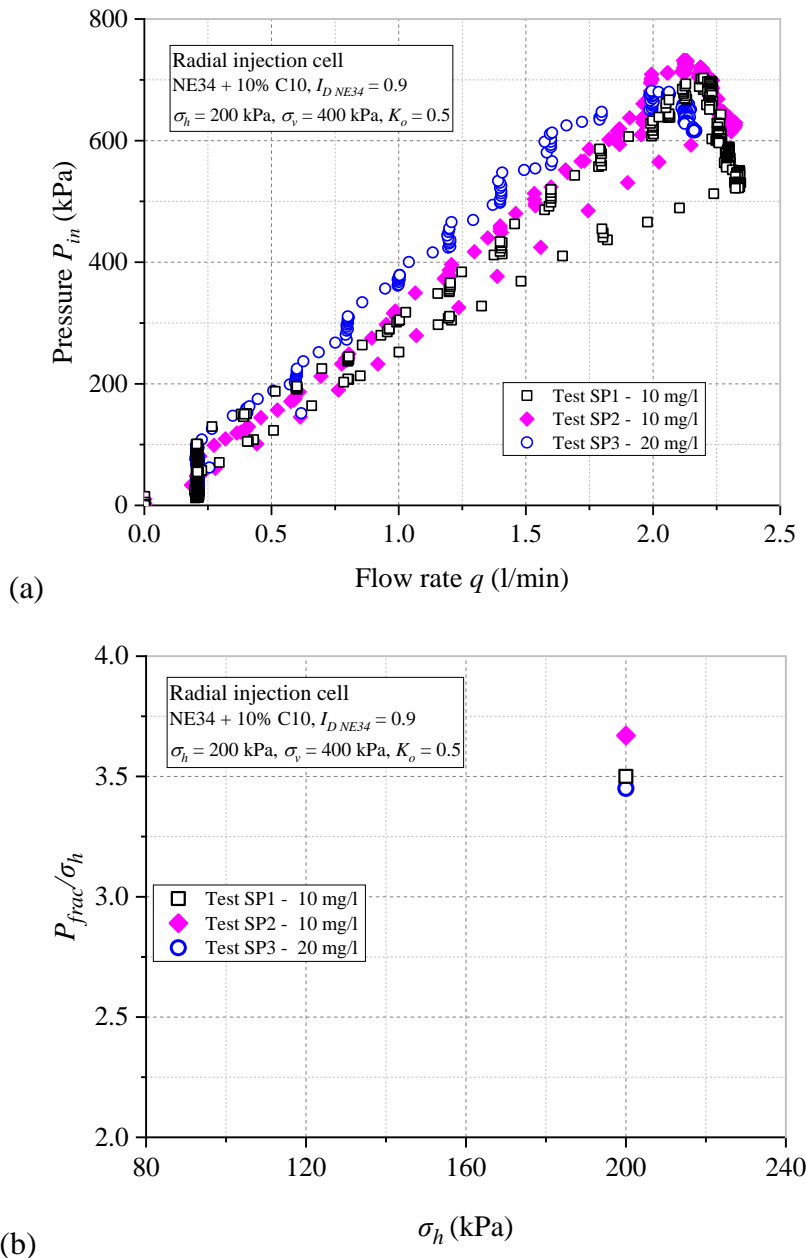 800
600
400
200
0
Pressure P_in (kPa)
Radial injection cell
NE34 + 10% C10, I_D NE34 = 0.9
σ_h = 200 kPa, σ_v = 400 kPa, K_o = 0.5
Test SP1 - 10 mg/l
Test SP2 - 10 mg/l
Test SP3 - 20 mg/l
0.0 0.5 1.0 1.5 2.0 2.5
Flow rate q (l/min)
(a)
4.0
3.5
3.0
2.5
2.0
P_frac/σ_h
Radial injection cell
NE34 + 10% C10, I_D NE34 = 0.9
σ_h = 200 kPa, σ_v = 400 kPa, K_o = 0.5
Test SP1 - 10 mg/l
Test SP2 - 10 mg/l
Test SP3 - 20 mg/l
80 120 160 200 240
σ_h (kPa)
(b)